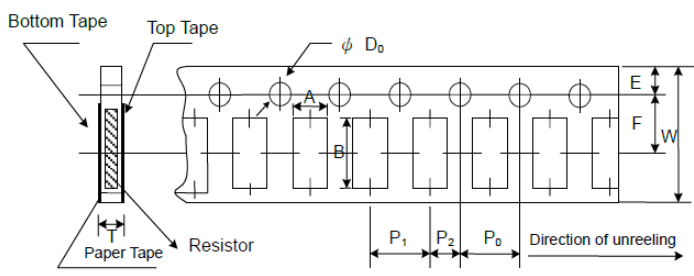 Bottom Tape
Top Tape
ϕ D₀
A
E
F
W
B
T
Paper Tape
Resistor
P₁
P₂
P₀
Direction of unreeling